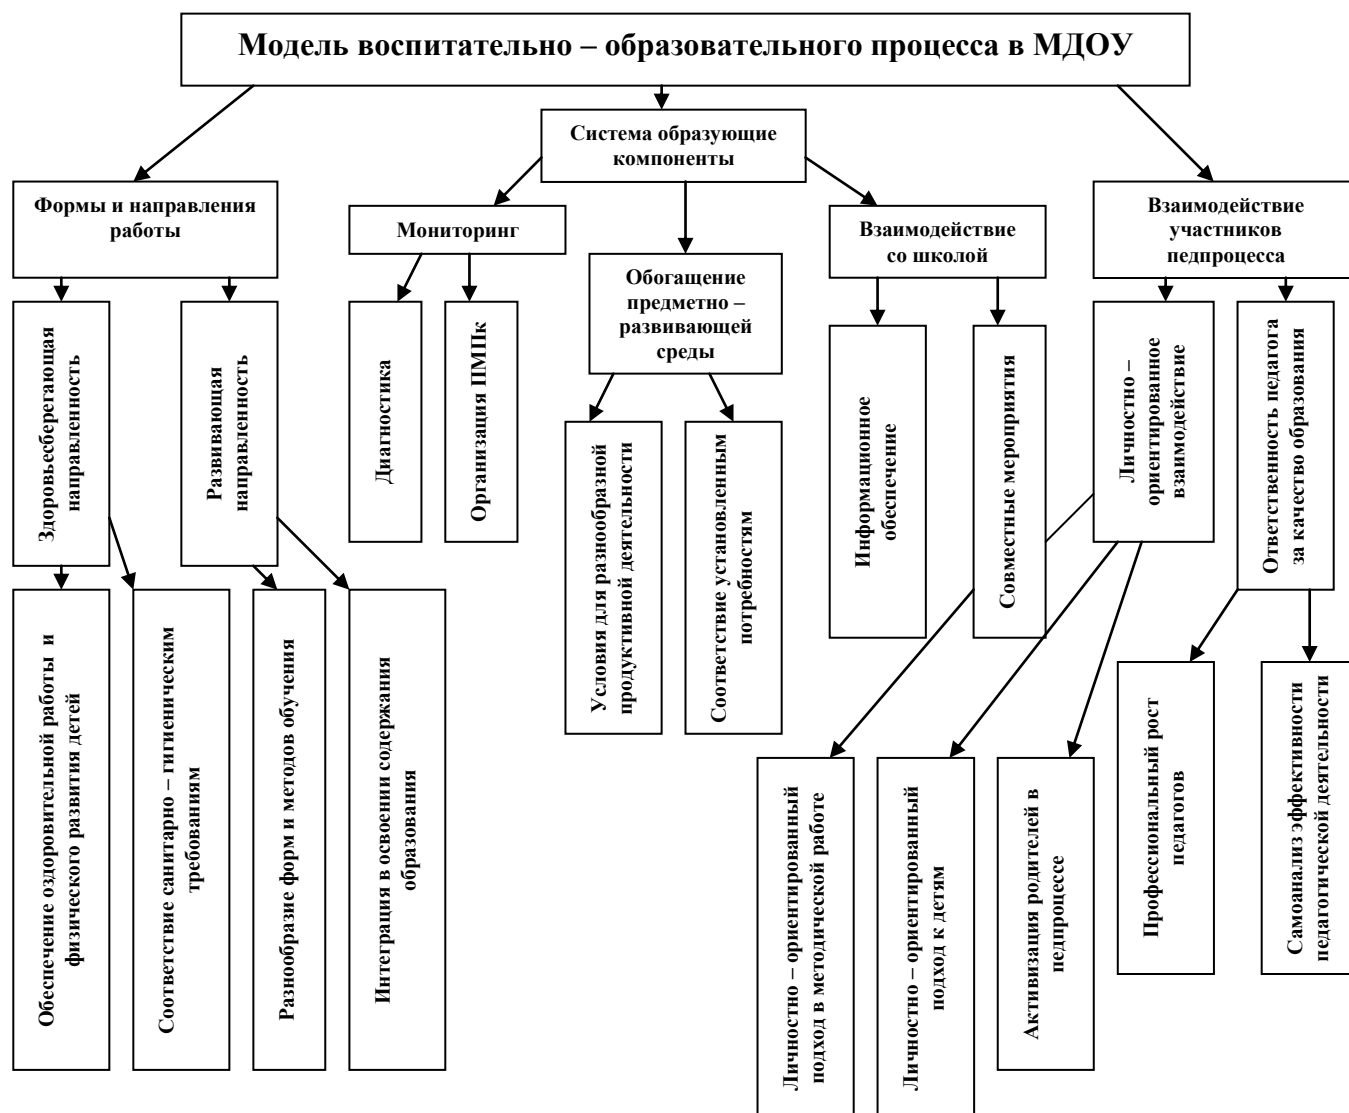 Модель воспитательно – образовательного процесса в МДОУ
Система образующие
компоненты
Формы и направления
работы
Мониторинг
Обогащение
предметно –
развивающей
среды
Взаимодействие
со школой
Взаимодействие
участников
педпроцесса
Здоровьесберегающая
направленность
Развивающая
направленность
Диагностика
Организация ПМПк
Условия для разнообразной
продуктивной деятельности
Соответствие установленным
потребностям
Информационное
обеспечение
Совместные мероприятия
Личностно –
ориентированное
взаимодействие
Ответственность педагога
за качество образования
Обеспечение оздоровительной работы и
физического развития детей
Соответствие санитарно – гигиеническим
требованиям
Разнообразие форм и методов обучения
Интеграция в освоении содержания
образования
Личностно – ориентированный
подход в методической работе
Личностно – ориентированный
подход к детям
Активизация родителей в
педпроцессе
Профессиональный рост
педагогов
Самоанализ эффективности
педагогической деятельности